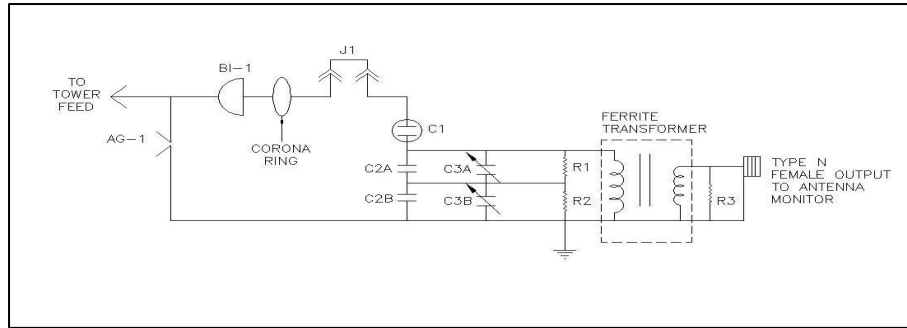 TO
TOWER
FEED
BI-1
J1
AG-1
CORONA
RING
C1
C2A
C3A
R1
C2B
C3B
R2
FERRITE
TRANSFORMER
R3
TYPE N
FEMALE OUTPUT
TO ANTENNA
MONITOR